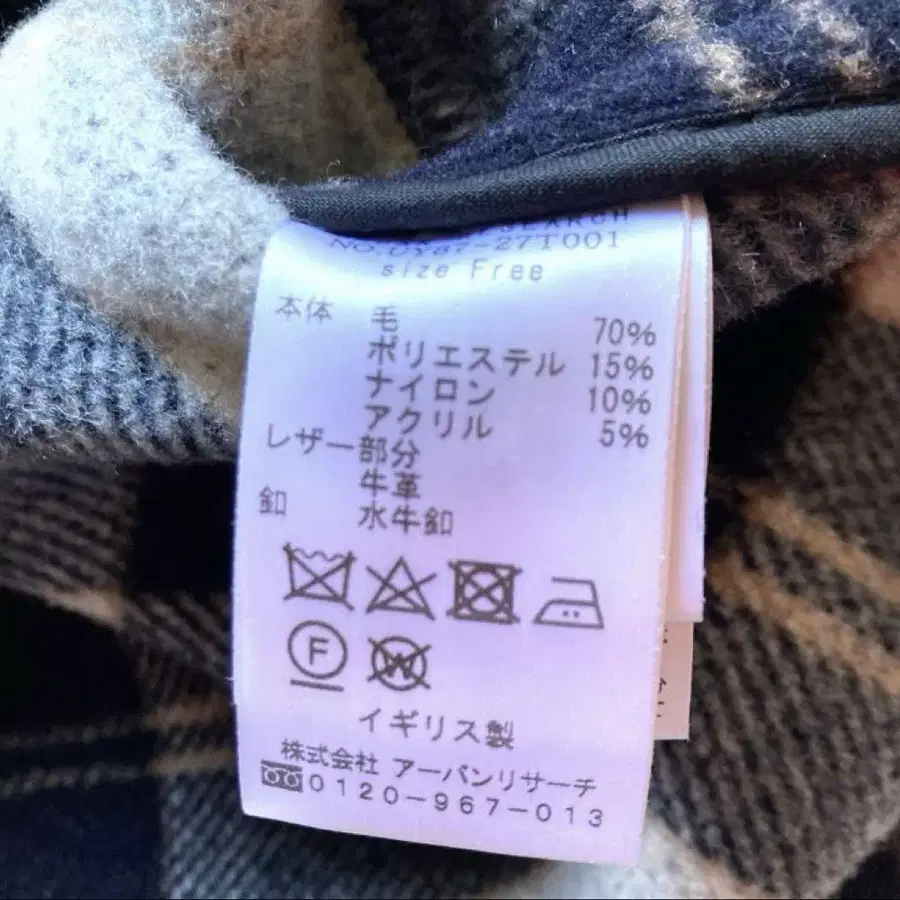 size Free
本体 毛 70%
ポリエステル 15%
ナイロン 10%
アクリル 5%
レザー部分
牛革
釦 水牛釦
F
W
イギリス製
株式会社 アーバンリサーチ
0120-967-013